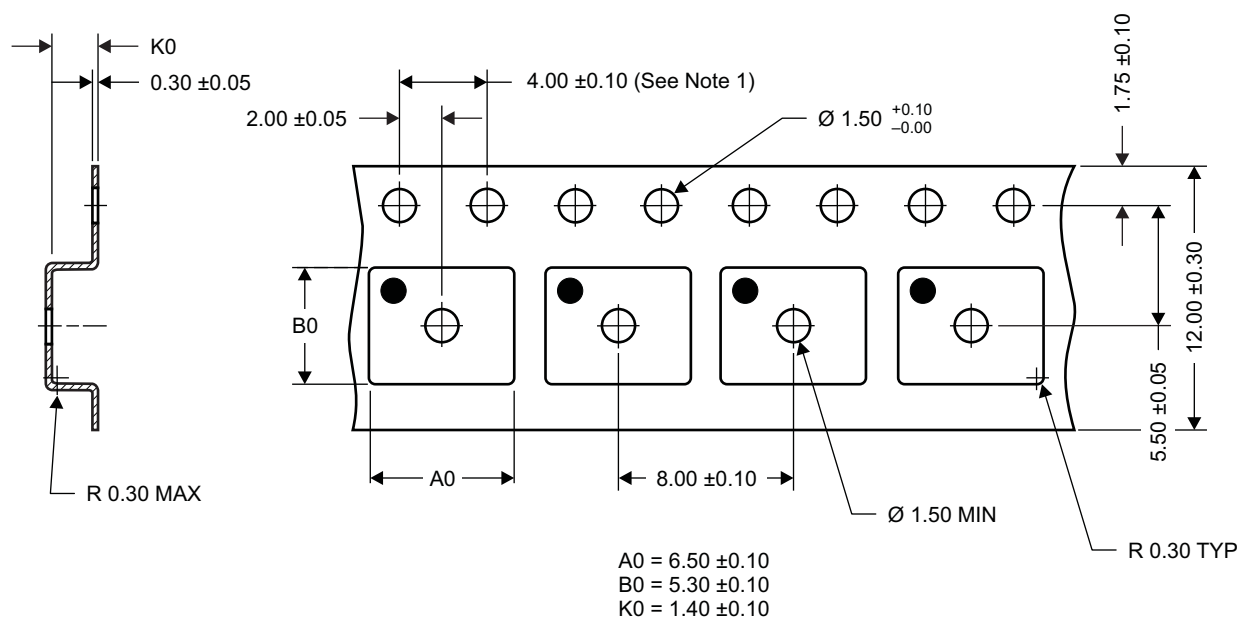 K0
0.30 ±0.05
4.00 ±0.10 (See Note 1)
2.00 ±0.05
Ø 1.50 +0.10
–0.00
1.75 ±0.10
12.00 ±0.30
5.50 ±0.05
B0
A0
8.00 ±0.10
R 0.30 MAX
Ø 1.50 MIN
R 0.30 TYP
A0 = 6.50 ±0.10
B0 = 5.30 ±0.10
K0 = 1.40 ±0.10